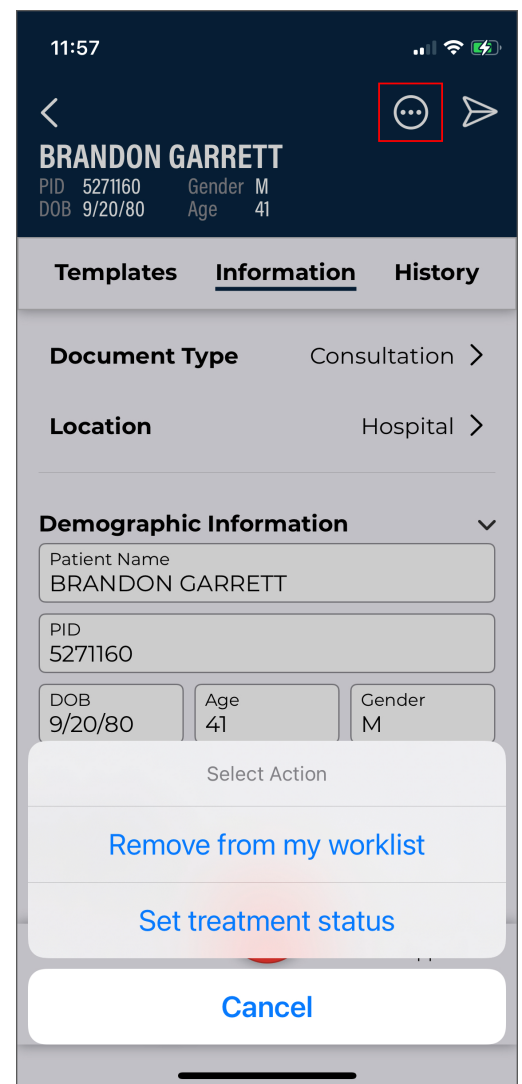 11:57
BRANDON GARRETT
PID 5271160 Gender M
DOB 9/20/80 Age 41
Templates Information History
Document Type Consultation
Location Hospital
Demographic Information
Patient Name
BRANDON GARRETT
PID
5271160
DOB Age Gender
9/20/80 41 M
Select Action
Remove from my worklist
Set treatment status
Cancel